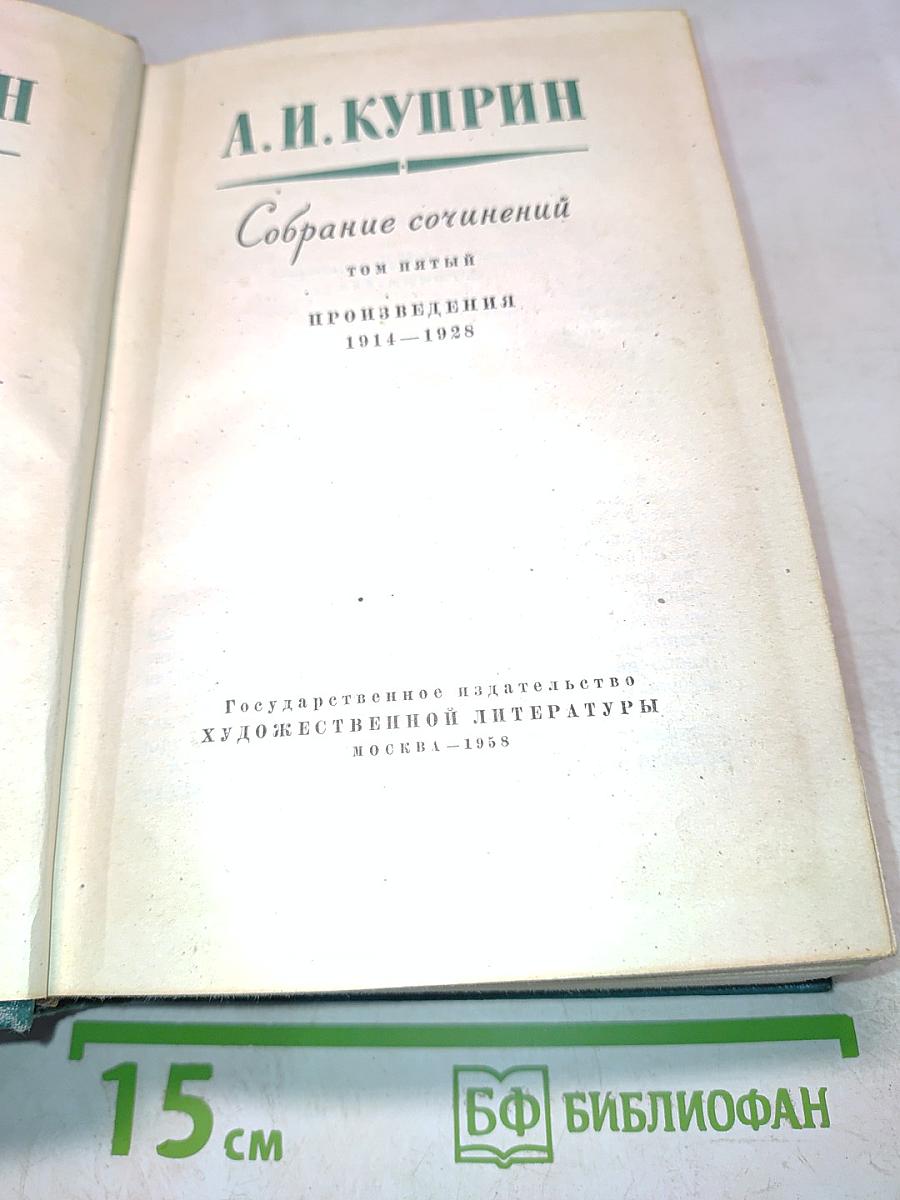 Н
А. И. КУПРИН
Собрание сочинений
ТОМ ПЯТЫЙ
ПРОИЗВЕДЕНИЯ
1914—1928
Государственное издательство
ХУДОЖЕСТВЕННОЙ ЛИТЕРАТУРЫ
МОСКВА—1958
15 см
БФ БИБЛИОФАН